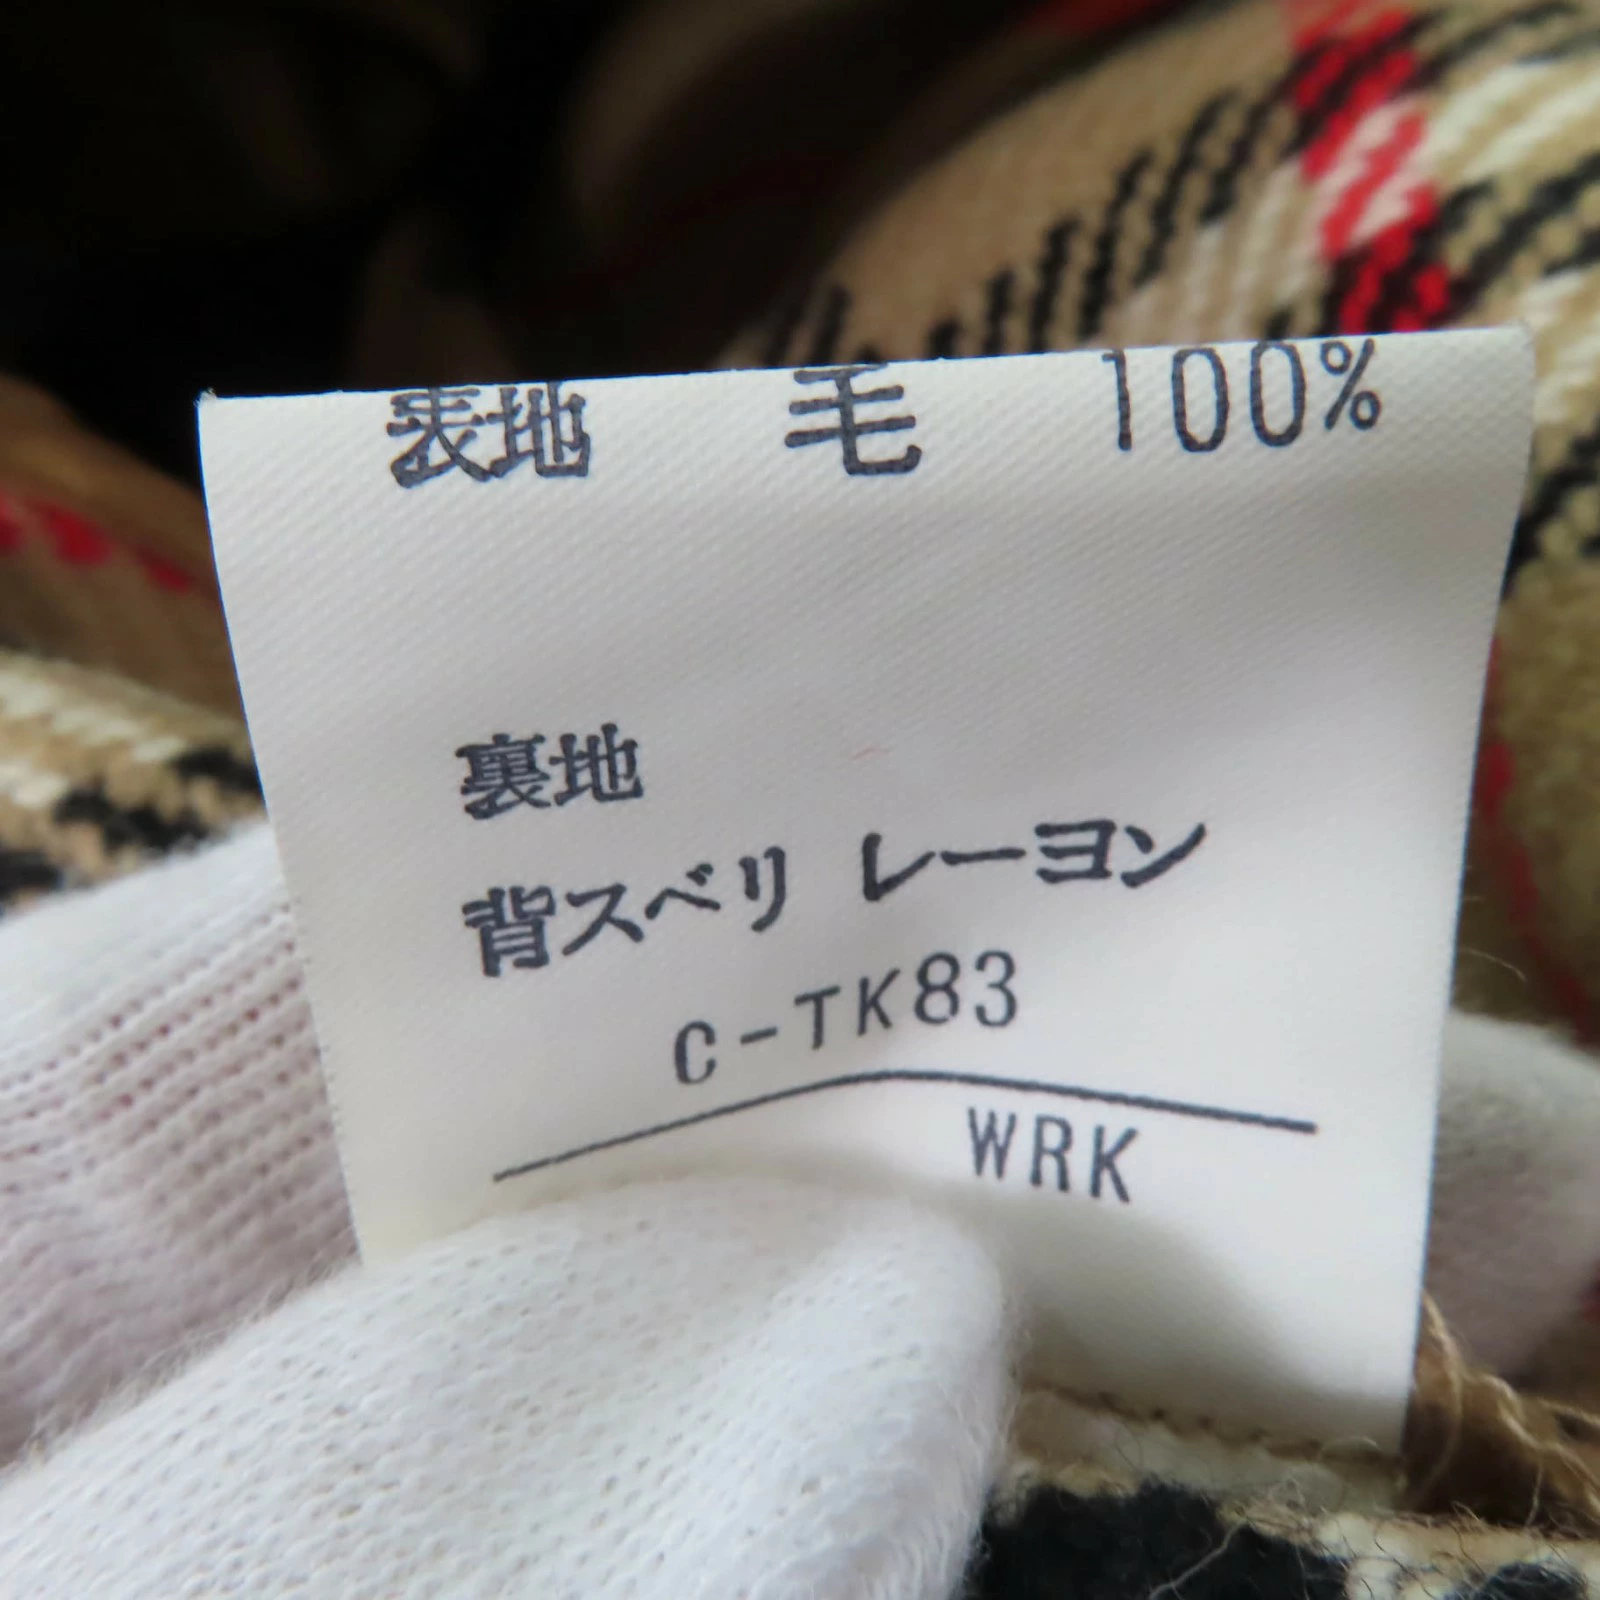 表地 毛 100%
裏地
背スベリ レーヨン
C-TK83
WRK